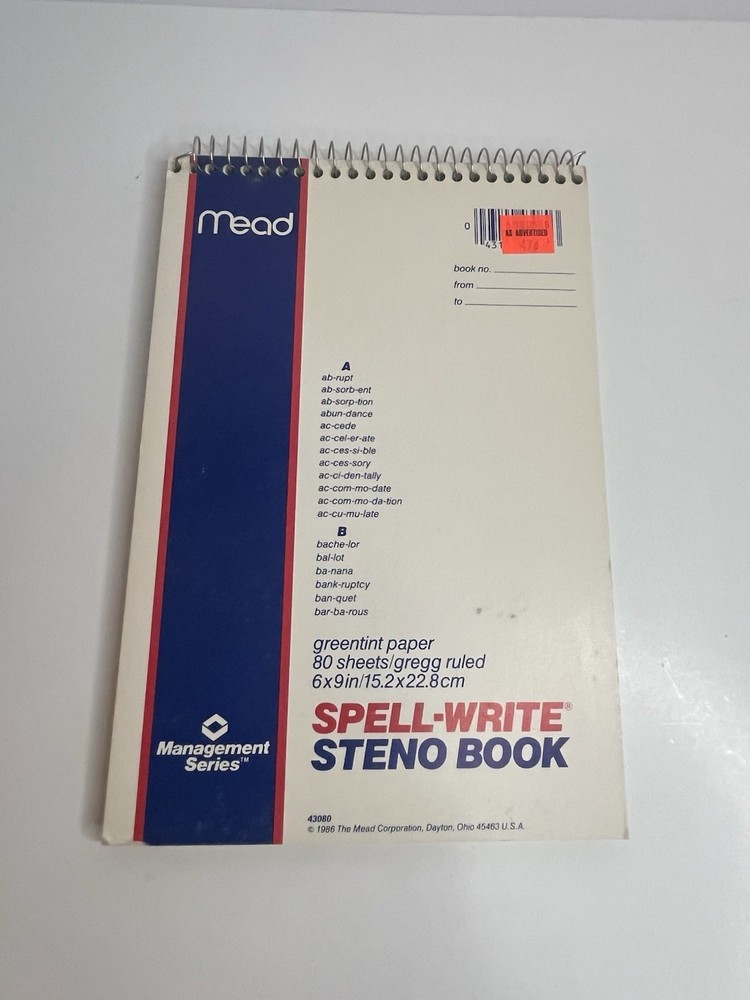 Mead
0
431
AS ADVERTISED
book no.
from
to
A
ab-rupt
ab-sorb-ent
ab-sorp-tion
abun-dance
ac-cede
ac-cel-er-ate
ac-ces-si-ble
ac-ces-sory
ac-ci-den-tally
ac-com-mo-date
ac-com-mo-da-tion
ac-cu-mu-late
B
bache-lor
bal-lot
ba-nana
bank-ruptcy
ban-quet
bar-ba-rous
greentint paper
80 sheets/gregg ruled
6x9in/15.2x22.8cm
SPELL-WRITE®
STENO BOOK
Management
Series™
43080
© 1986 The Mead Corporation, Dayton, Ohio 45463 U.S.A.